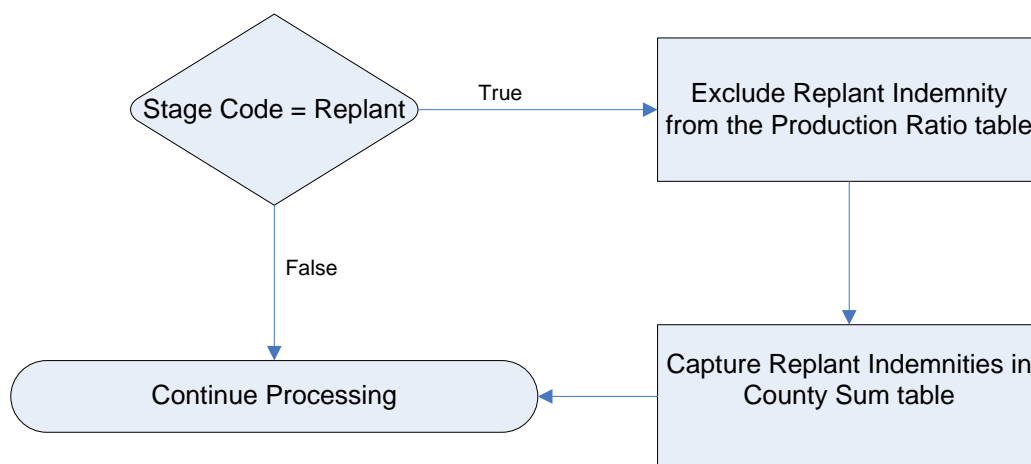 Stage Code = Replant
True
Exclude Replant Indemnity
from the Production Ratio table
False
Capture Replant Indemnities in
County Sum table
Continue Processing